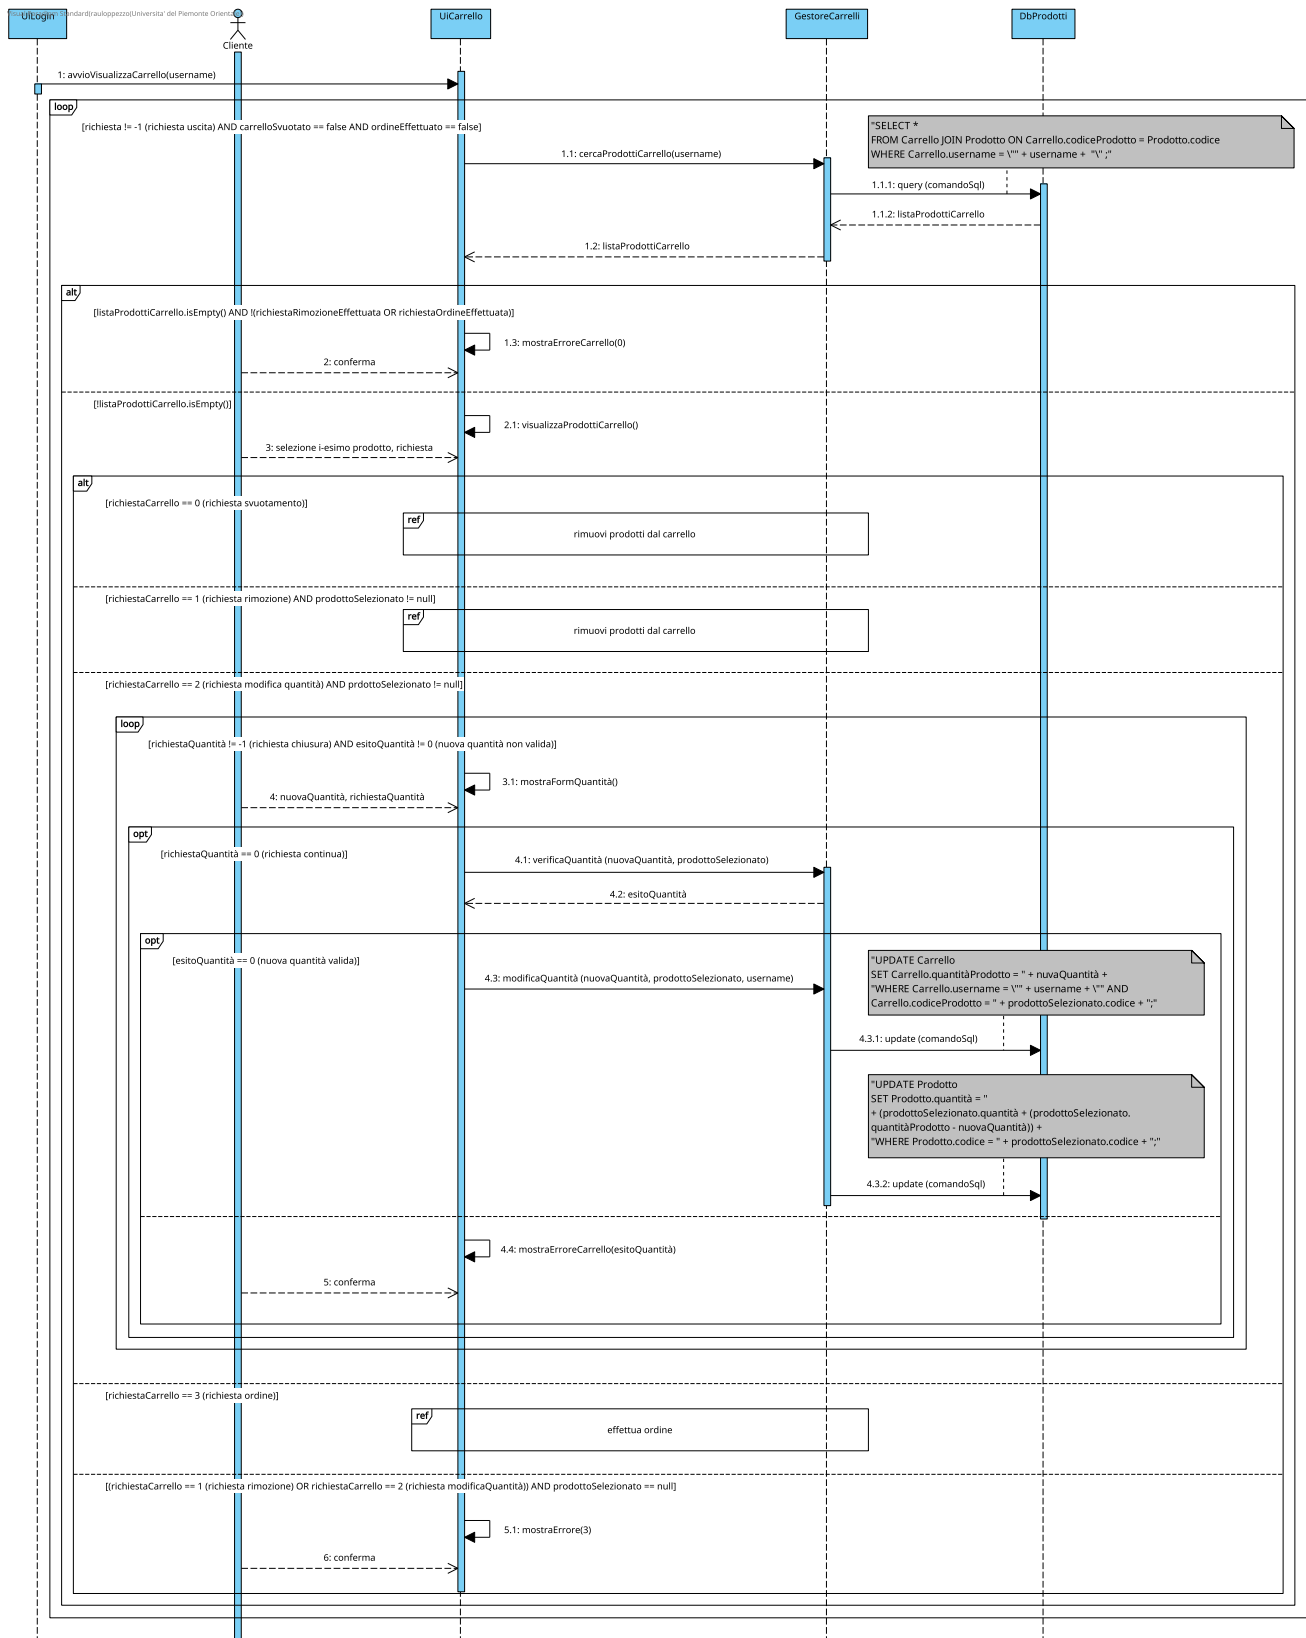 Visual Paradigm Standard(rauloppezzo(Universita' del Piemonte Orientale))
UiLogin
Cliente
UiCarrello
GestoreCarrelli
DbProdotti
1: avvioVisualizzaCarrello(username)
loop
[richiesta != -1 (richiesta uscita) AND carrelloSvuotato == false AND ordineEffettuato == false]
"SELECT *
FROM Carrello JOIN Prodotto ON Carrello.codiceProdotto = Prodotto.codice
WHERE Carrello.username = \"" + username + "\" ;"
1.1: cercaProdottiCarrello(username)
1.1.1: query (comandoSql)
1.1.2: listaProdottiCarrello
1.2: listaProdottiCarrello
alt
[listaProdottiCarrello.isEmpty() AND !(richiestaRimozioneEffettuata OR richiestaOrdineEffettuata)]
1.3: mostraErroreCarrello(0)
2: conferma
[!listaProdottiCarrello.isEmpty()]
2.1: visualizzaProdottiCarrello()
3: selezione i-esimo prodotto, richiesta
alt
[richiestaCarrello == 0 (richiesta svuotamento)]
ref
rimuovi prodotti dal carrello
[richiestaCarrello == 1 (richiesta rimozione) AND prodottoSelezionato != null]
ref
rimuovi prodotti dal carrello
[richiestaCarrello == 2 (richiesta modifica quantità) AND prdottoSelezionato != null]
loop
[richiestaQuantità != -1 (richiesta chiusura) AND esitoQuantità != 0 (nuova quantità non valida)]
3.1: mostraFormQuantità()
4: nuovaQuantità, richiestaQuantità
opt
[richiestaQuantità == 0 (richiesta continua)]
4.1: verificaQuantità (nuovaQuantità, prodottoSelezionato)
4.2: esitoQuantità
opt
[esitoQuantità == 0 (nuova quantità valida)]
4.3: modificaQuantità (nuovaQuantità, prodottoSelezionato, username)
"UPDATE Carrello
SET Carrello.quantitàProdotto = " + nuvaQuantità +
"WHERE Carrello.username = \"" + username + \"" AND
Carrello.codiceProdotto = " + prodottoSelezionato.codice + ";"
4.3.1: update (comandoSql)
"UPDATE Prodotto
SET Prodotto.quantità = "
+ (prodottoSelezionato.quantità + (prodottoSelezionato.
quantitàProdotto - nuovaQuantità)) +
"WHERE Prodotto.codice = " + prodottoSelezionato.codice + ";"
4.3.2: update (comandoSql)
4.4: mostraErroreCarrello(esitoQuantità)
5: conferma
[richiestaCarrello == 3 (richiesta ordine)]
ref
effettua ordine
[(richiestaCarrello == 1 (richiesta rimozione) OR richiestaCarrello == 2 (richiesta modificaQuantità)) AND prodottoSelezionato == null]
5.1: mostraErrore(3)
6: conferma